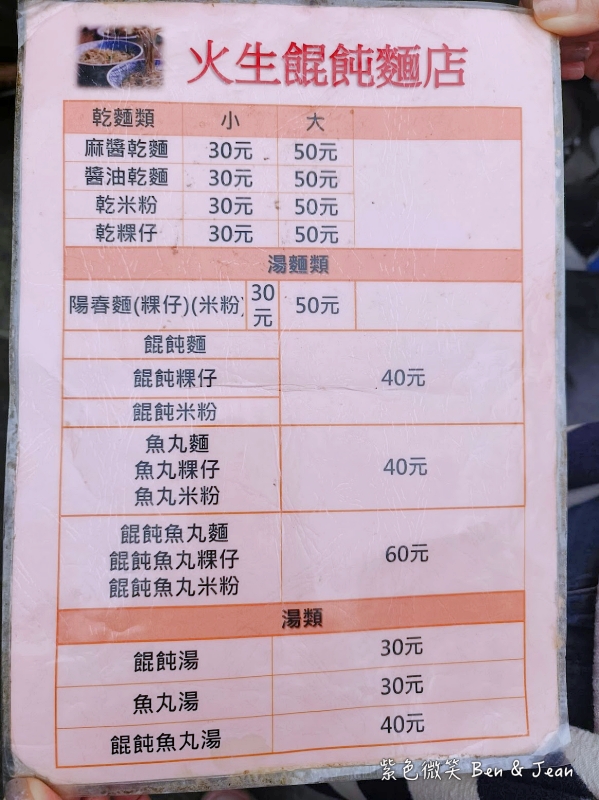 火生餛飩麵店
乾麵類 小 大
麻醬乾麵 30元 50元
醬油乾麵 30元 50元
乾米粉 30元 50元
乾粿仔 30元 50元
湯麵類
陽春麵(粿仔)(米粉) 30元 50元
餛飩麵
餛飩粿仔 40元
餛飩米粉
魚丸麵
魚丸粿仔 40元
魚丸米粉
餛飩魚丸麵
餛飩魚丸粿仔 60元
餛飩魚丸米粉
湯類
餛飩湯 30元
魚丸湯 30元
餛飩魚丸湯 40元
紫色微笑 Ben & Jean